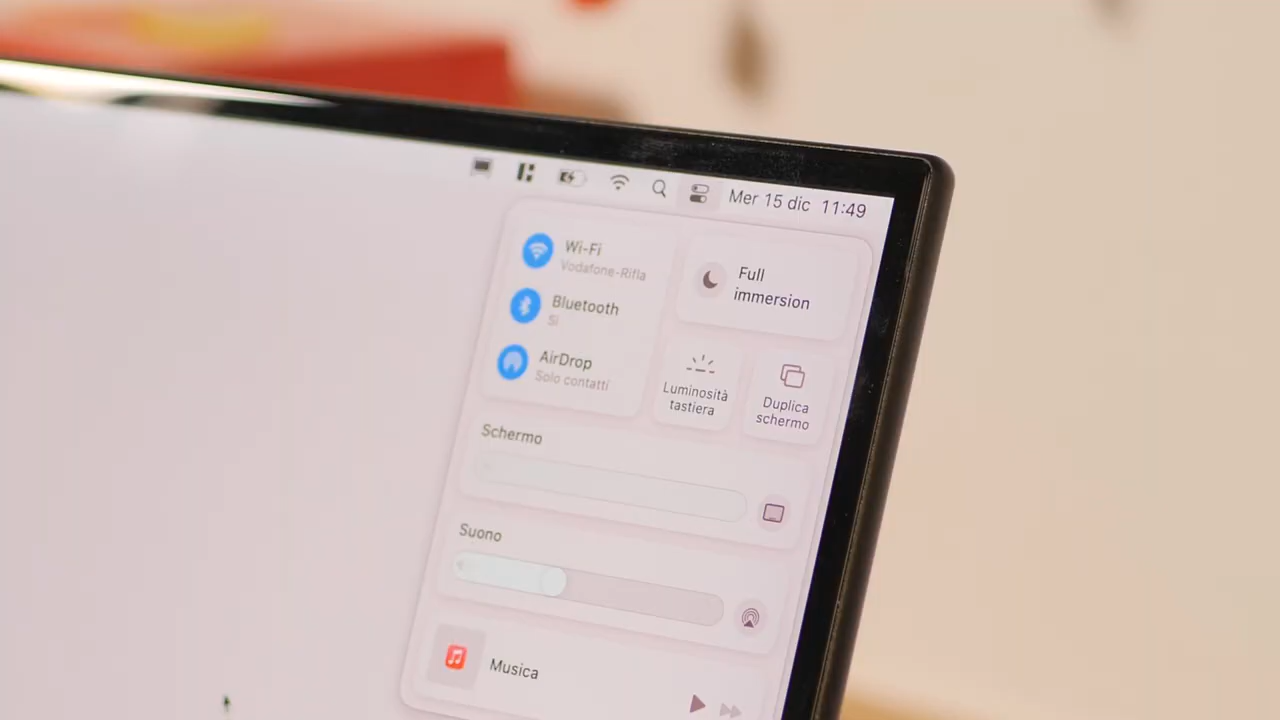 Mer 15 dic 11:49
Wi-Fi
Vodafone-Rifla
Bluetooth
Sì
AirDrop
Solo contatti
Full
immersion
Luminosità
tastiera
Duplica
schermo
Schermo
Suono
Musica